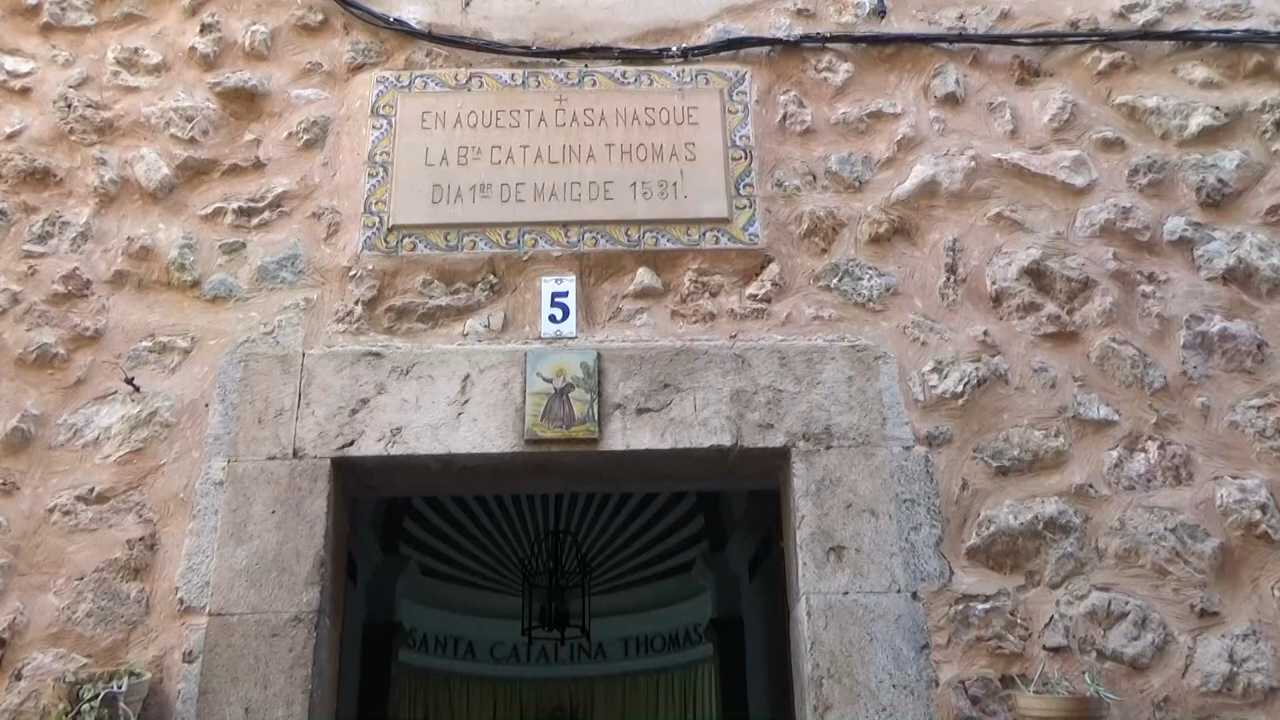 EN AQUESTA CASA NASQUE
LA Bᵀᴬ CATALINA THOMAS
DIA 1ᴱᴿ DE MAIG DE 1531.
5
SANTA CATALINA THOMAS